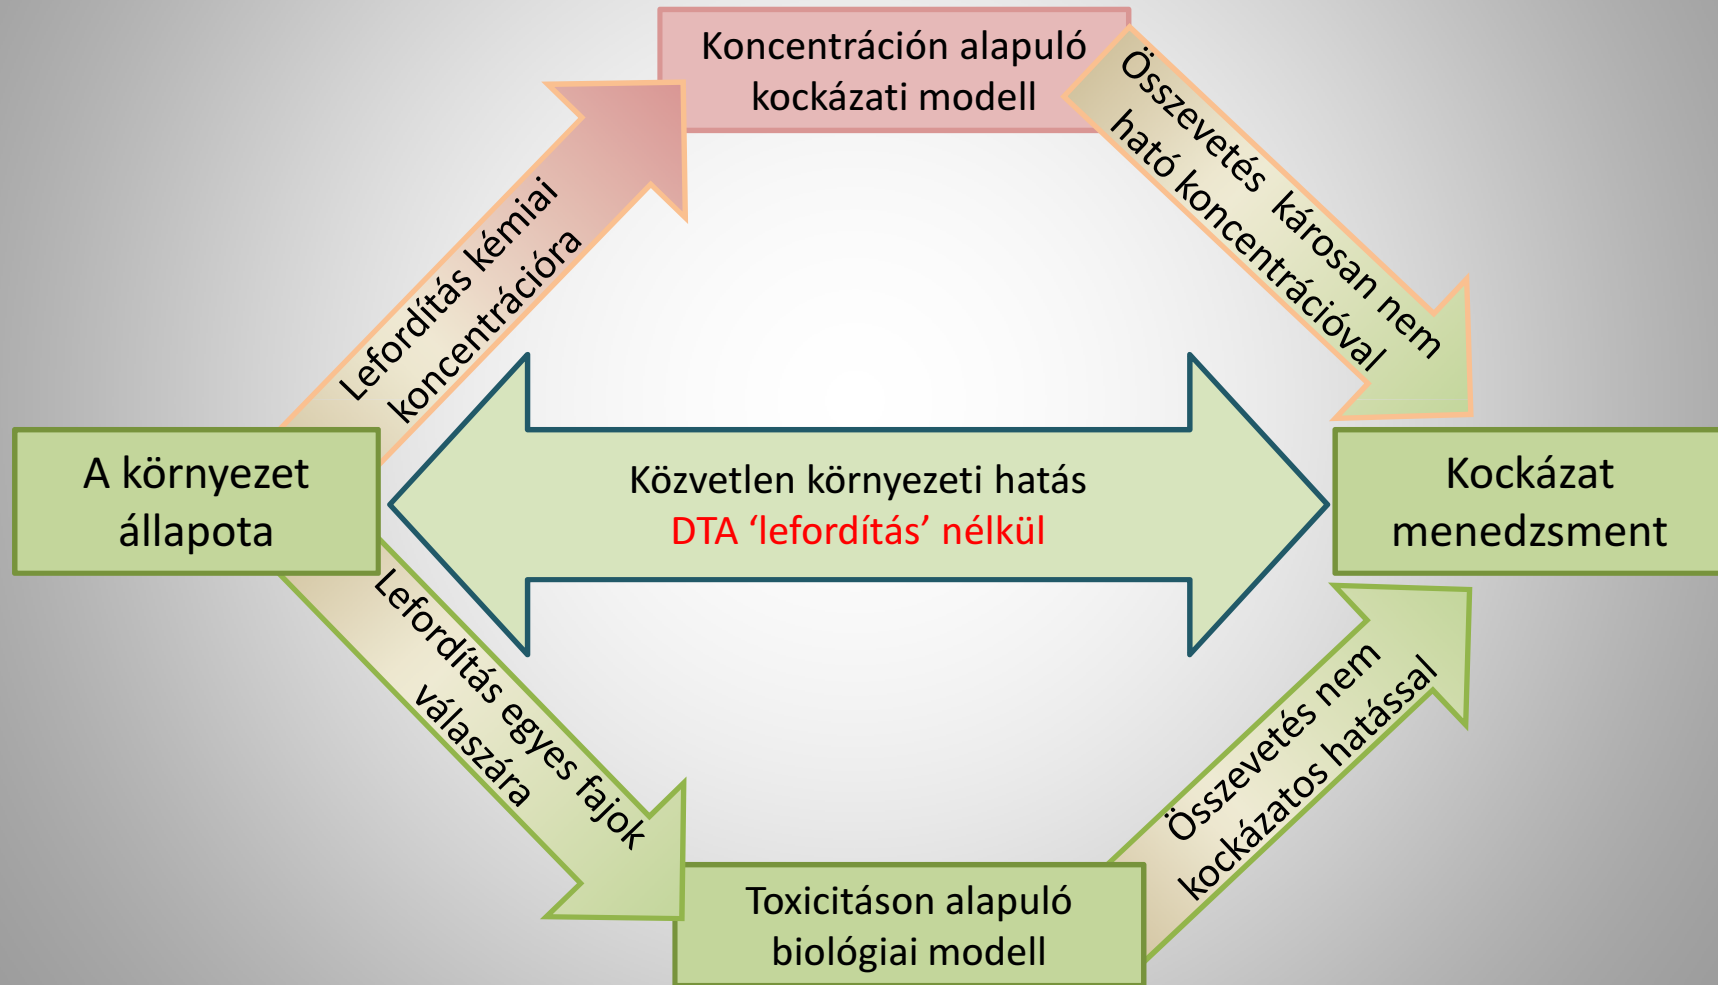 Koncentráción alapuló
kockázati modell
Összevetés károsan nem
ható koncentrációval
Lefordítás kémiai
koncentrációra
A környezet
állapota
Közvetlen környezeti hatás
DTA ‘lefordítás’ nélkül
Kockázat
menedzsment
Lefordítás egyes fajok
válaszára
Összevetés nem
kockázatos hatással
Toxicitáson alapuló
biológiai modell